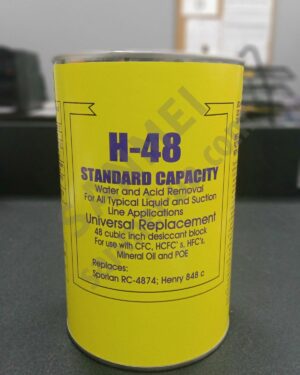 H-48
STANDARD CAPACITY
Water and Acid Removal
For All Typical Liquid and Suction
Line Applications
Universal Replacement
48 cubic inch desiccant block
For use with CFC, HCFC' s, HFC's,
Mineral Oil and POE
Replaces:
Sporlan RC-4874; Henry 848 c